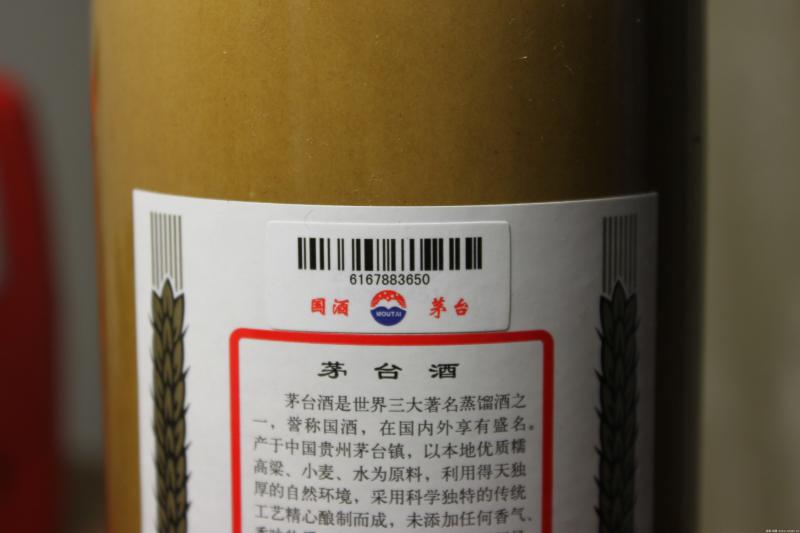 6167883650
国酒 MOUTAI 茅台
茅台酒
茅台酒是世界三大著名蒸馏酒之
一，誉称国酒，在国内外享有盛名。
产于中国贵州茅台镇，以本地优质糯
高粱、小麦、水为原料，利用得天独
厚的自然环境，采用科学独特的传统
工艺精心酿制而成，未添加任何香气、